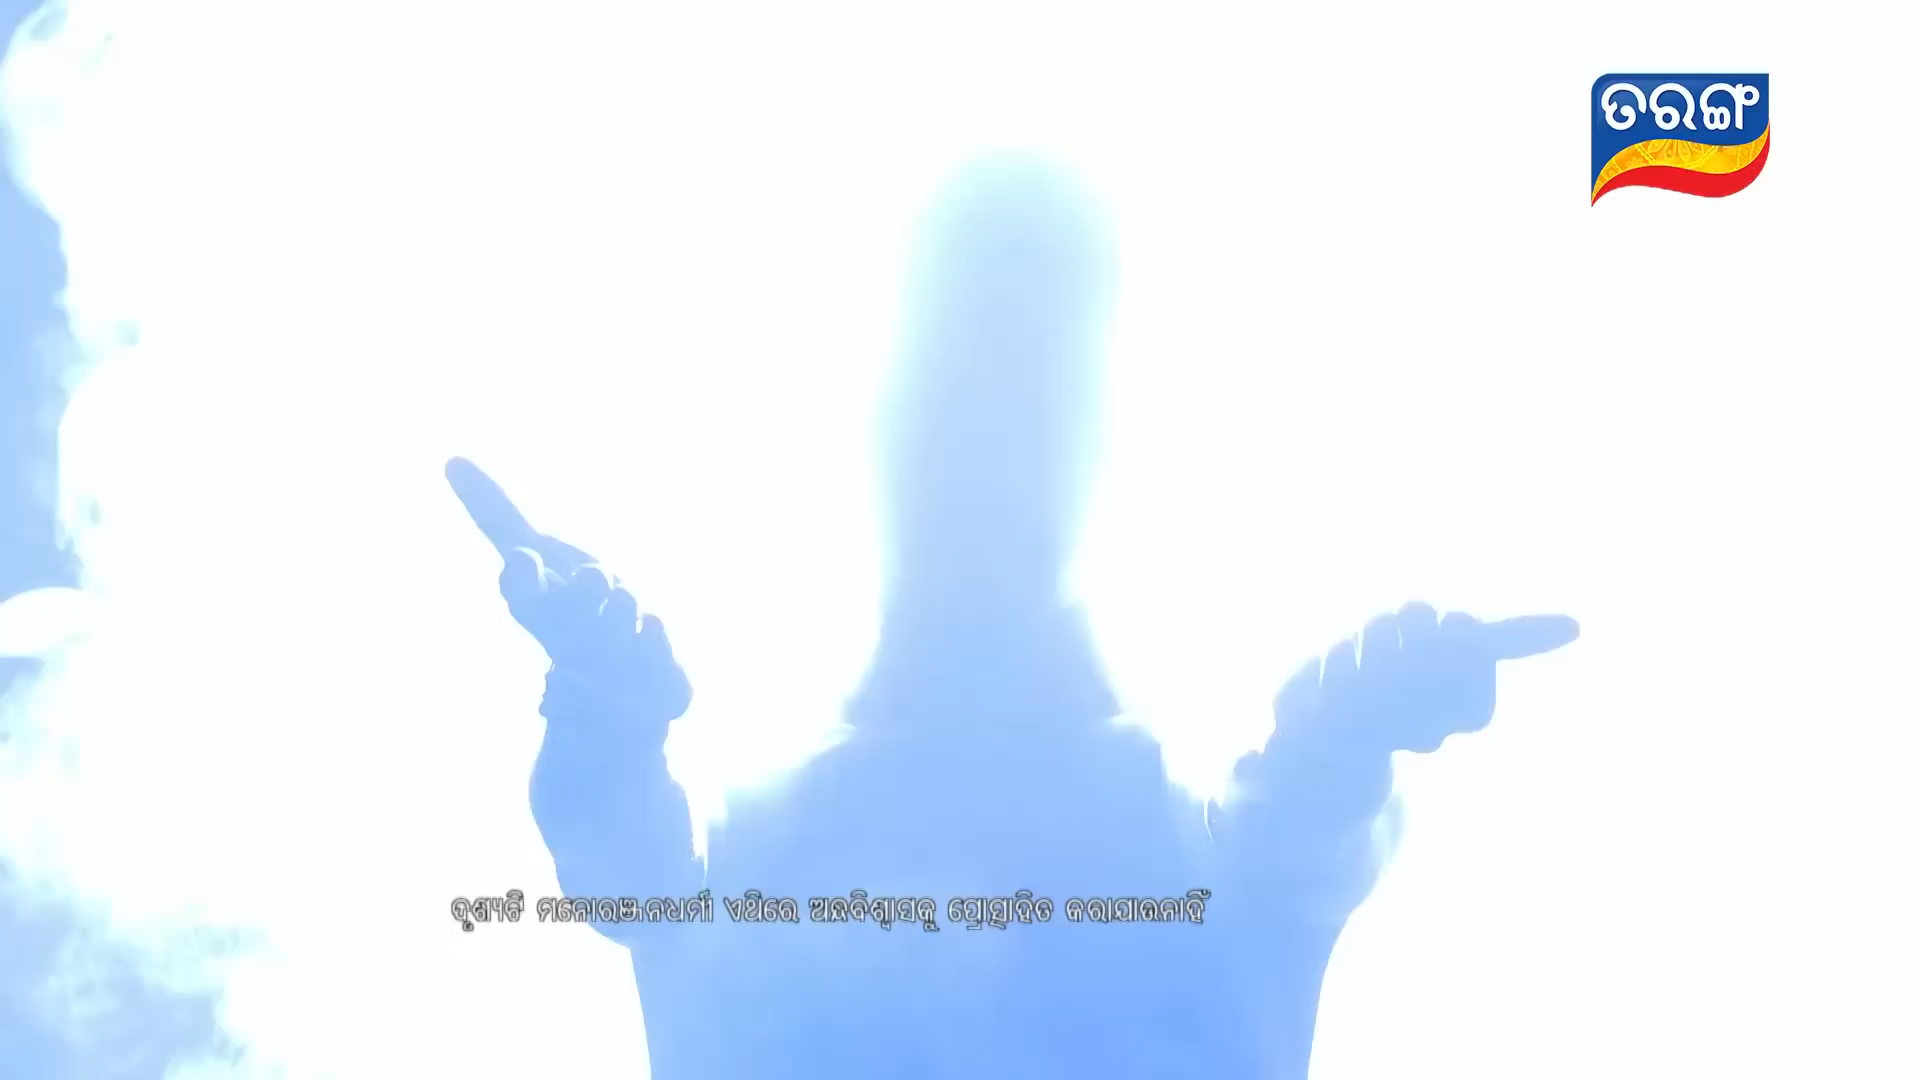 ତରଙ୍ଗ
ଦୃଶ୍ୟଟି ମନୋରଞ୍ଜନଧର୍ମୀ ଏଥିରେ ଅନ୍ଧବିଶ୍ୱାସକୁ ପ୍ରୋତ୍ସାହିତ କରାଯାଉନାହିଁ